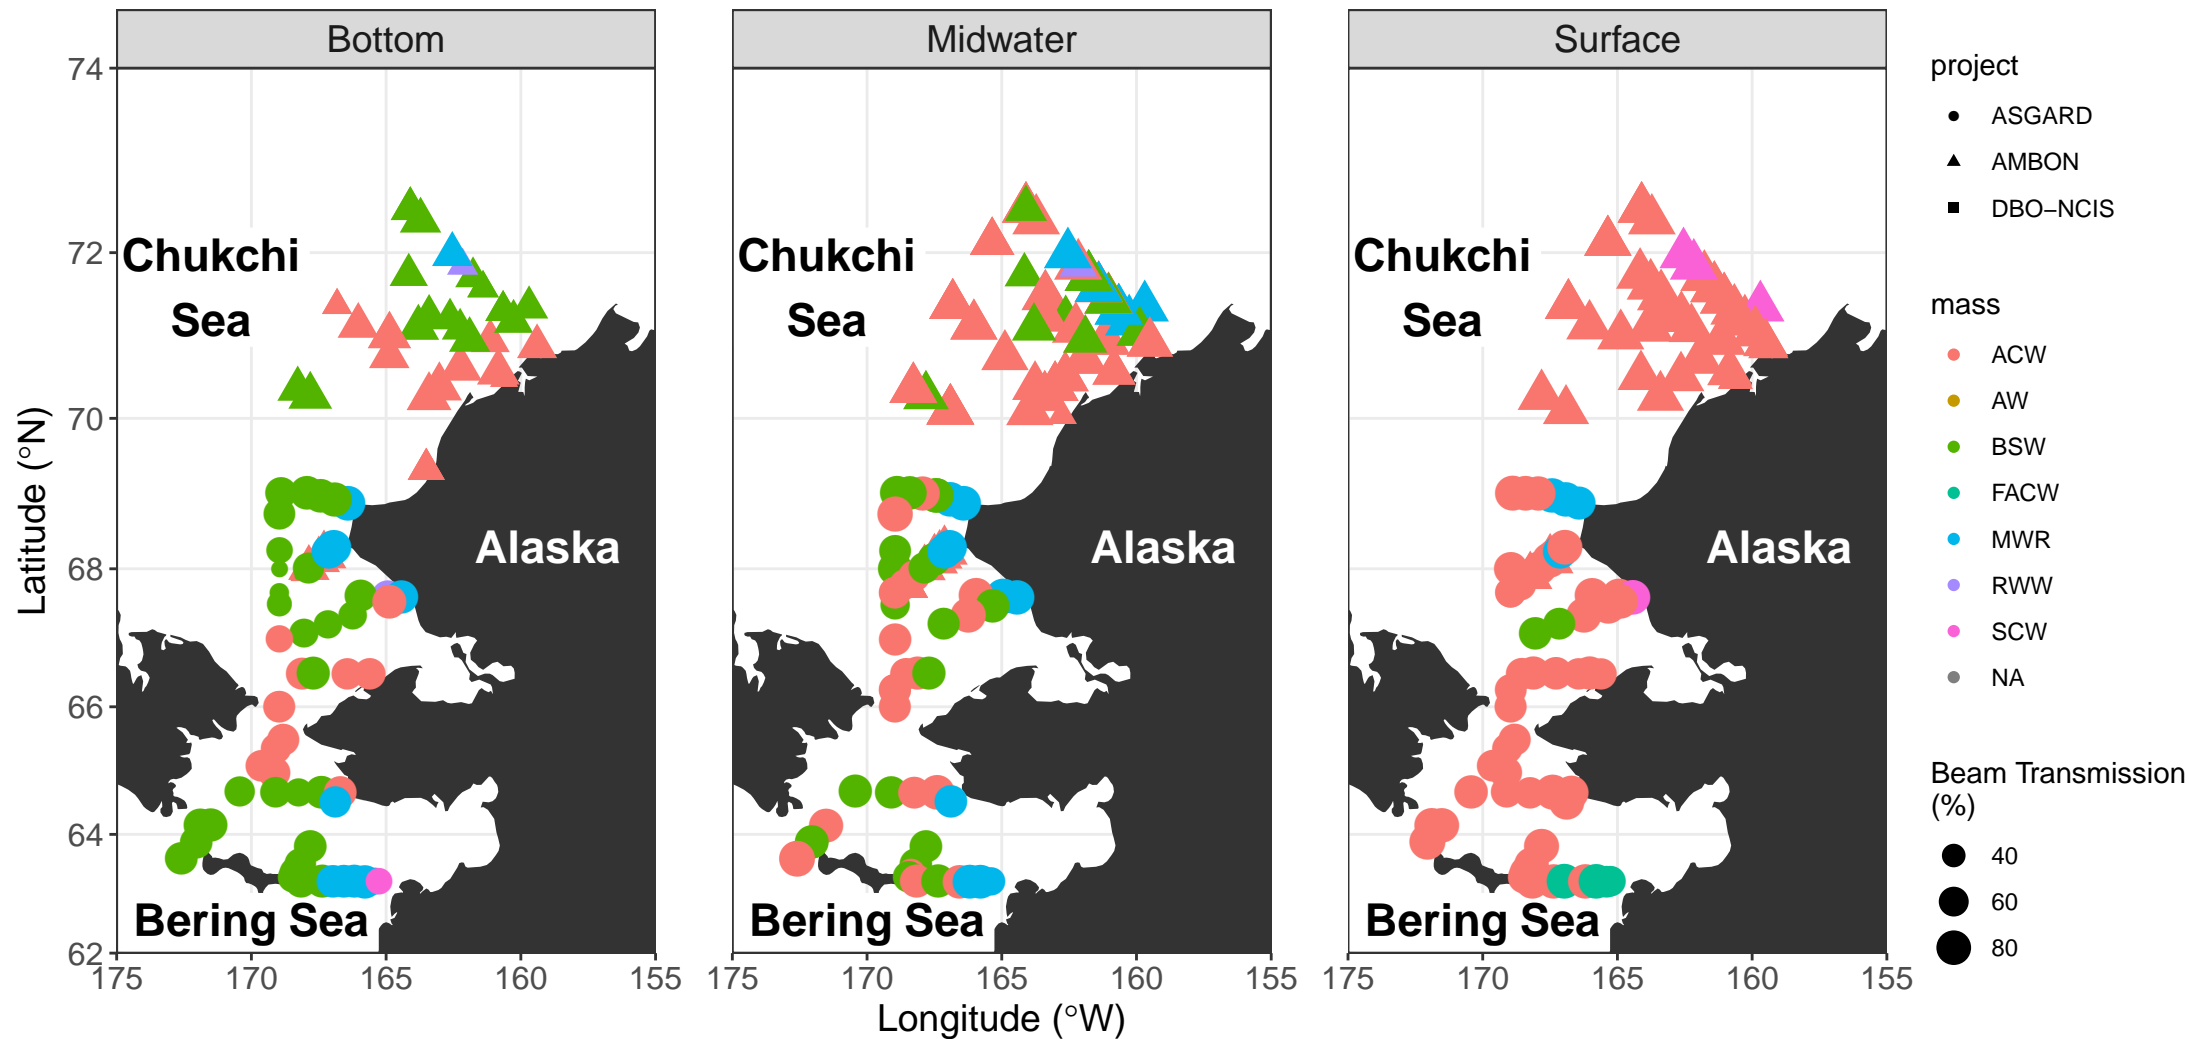 Bottom
Midwater
Surface
74
72
70
68
66
64
62
Latitude (°N)
Chukchi
Sea
Alaska
Bering Sea
Chukchi
Sea
Alaska
Bering Sea
Chukchi
Sea
Alaska
Bering Sea
175 170 165 160 155
175 170 165 160 155
175 170 165 160 155
Longitude (°W)
project
ASGARD
AMBON
DBO−NCIS
mass
ACW
AW
BSW
FACW
MWR
RWW
SCW
NA
Beam Transmission
(%)
40
60
80